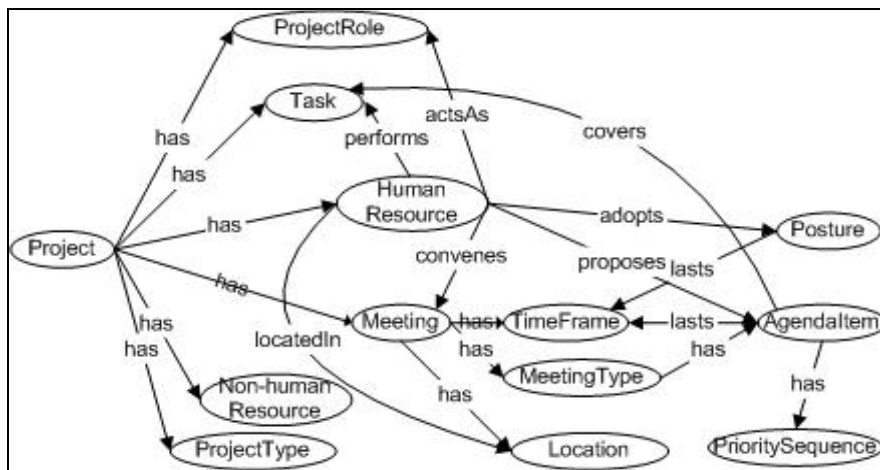 ProjectRole
Task
actsAs
covers
has
performs
has
Human
Resource
has
adopts
Posture
Project
convenes
proposes
lasts
has
Meeting
has
TimeFrame
lasts
AgendaItem
has
has
locatedIn
has
has
MeetingType
has
has
Non-human
Resource
ProjectType
Location
PrioritySequence